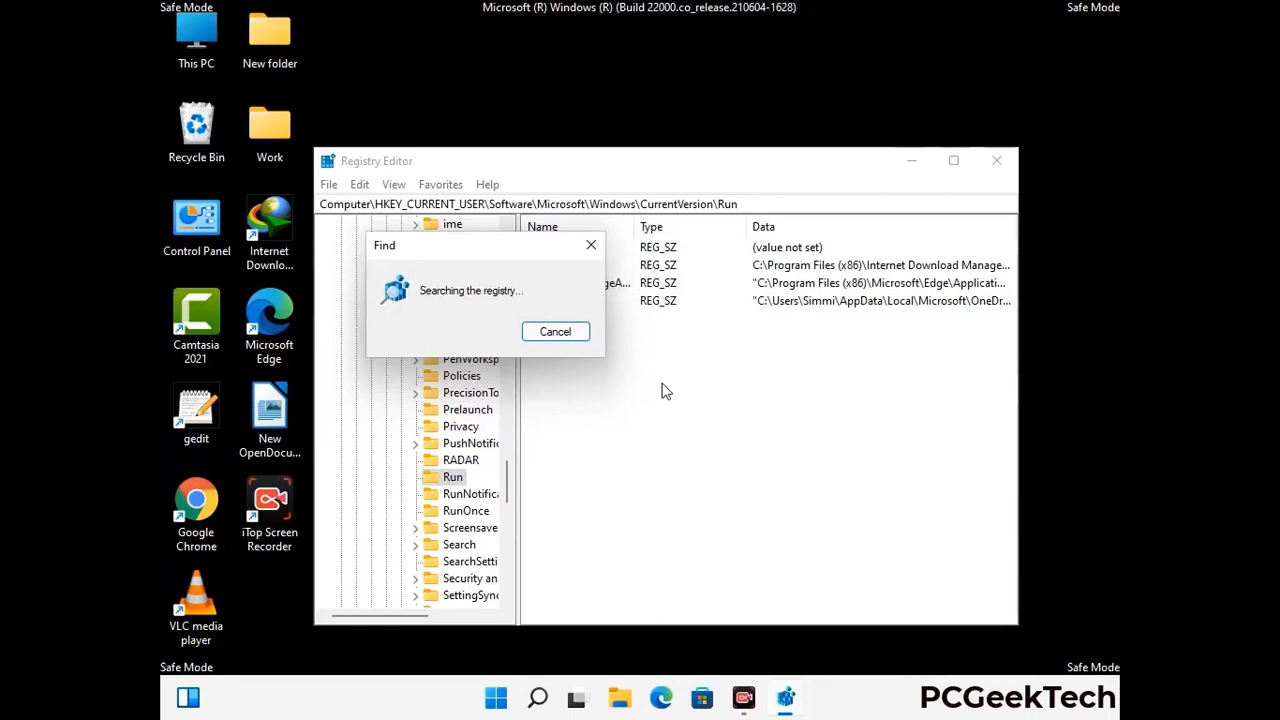 Safe Mode
Microsoft (R) Windows (R) (Build 22000.co_release.210604-1628)
Safe Mode
This PC
New folder
Recycle Bin
Work
Control Panel
Internet
Downlo...
Camtasia
2021
Microsoft
Edge
gedit
New
OpenDocu...
Google
Chrome
iTop Screen
Recorder
VLC media
player
Registry Editor
File Edit View Favorites Help
Computer\HKEY_CURRENT_USER\Software\Microsoft\Windows\CurrentVersion\Run
ime
PenWorksp
Policies
PrecisionTo
Prelaunch
Privacy
PushNotific
RADAR
Run
RunNotifica
RunOnce
Screensave
Search
SearchSetti
Security an
SettingSync
Name Type Data
REG_SZ (value not set)
REG_SZ C:\Program Files (x86)\Internet Download Manage...
geA... REG_SZ "C:\Program Files (x86)\Microsoft\Edge\Applicati...
REG_SZ "C:\Users\Simmi\AppData\Local\Microsoft\OneDr...
Find
Searching the registry...
Cancel
Safe Mode
Safe Mode
PCGeekTech